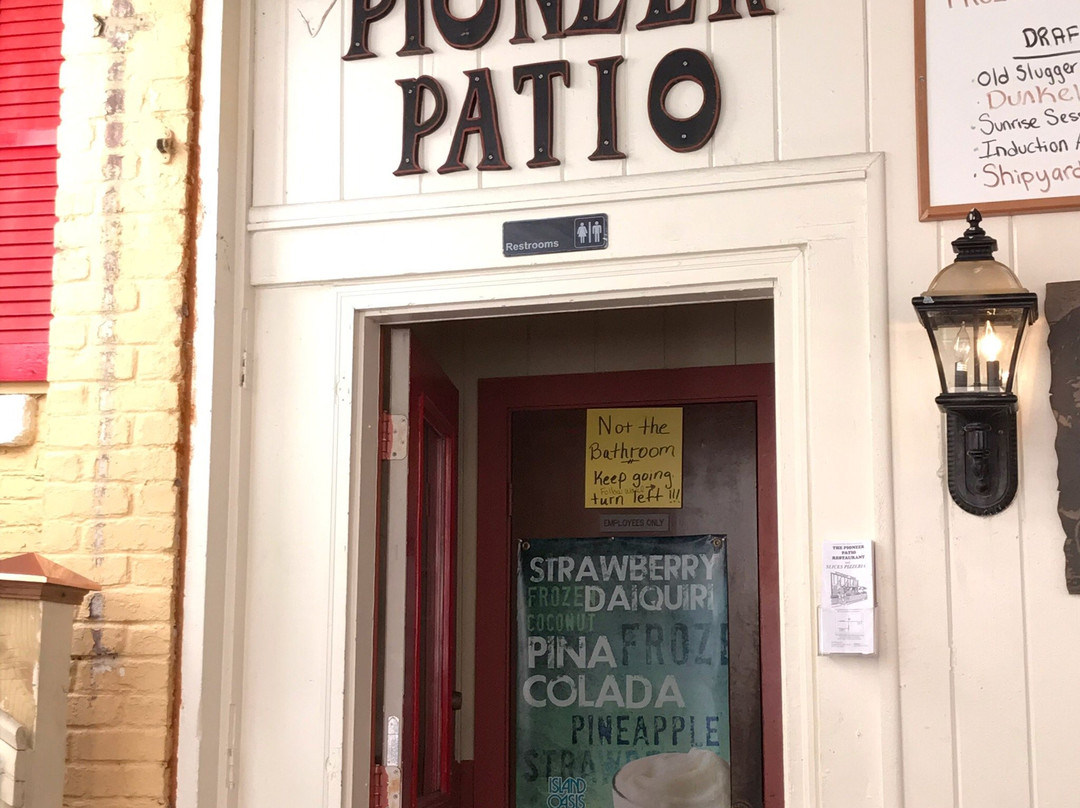 PIONEER
PATIO
DRAF
Old Slugger
Dunkel
Sunrise Ses
Induction A
Shipyard
Restrooms
Not the
Bathroom
Keep going
turn left !!!
EMPLOYEES ONLY
STRAWBERRY
FROZE DAIQUIRI
COCONUT
PINA FROZE
COLADA
PINEAPPLE
STRAW
ISLAND
OASIS
THE PIONEER
PATIO
RESTAURANT